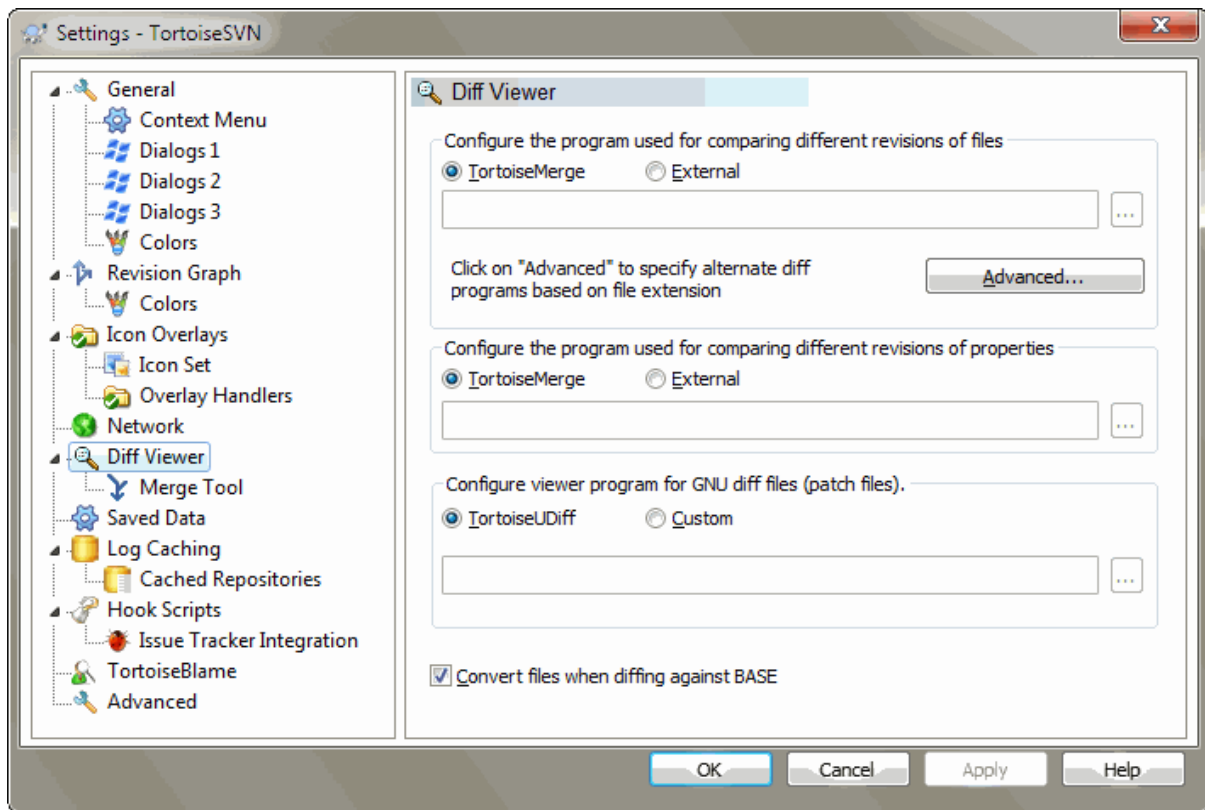 Settings - TortoiseSVN
General
Context Menu
Dialogs 1
Dialogs 2
Dialogs 3
Colors
Revision Graph
Colors
Icon Overlays
Icon Set
Overlay Handlers
Network
Diff Viewer
Merge Tool
Saved Data
Log Caching
Cached Repositories
Hook Scripts
Issue Tracker Integration
TortoiseBlame
Advanced
Diff Viewer
Configure the program used for comparing different revisions of files
TortoiseMerge External
...
Click on "Advanced" to specify alternate diff
programs based on file extension
Advanced...
Configure the program used for comparing different revisions of properties
TortoiseMerge External
...
Configure viewer program for GNU diff files (patch files).
TortoiseUDiff Custom
...
Convert files when diffing against BASE
OK Cancel Apply Help